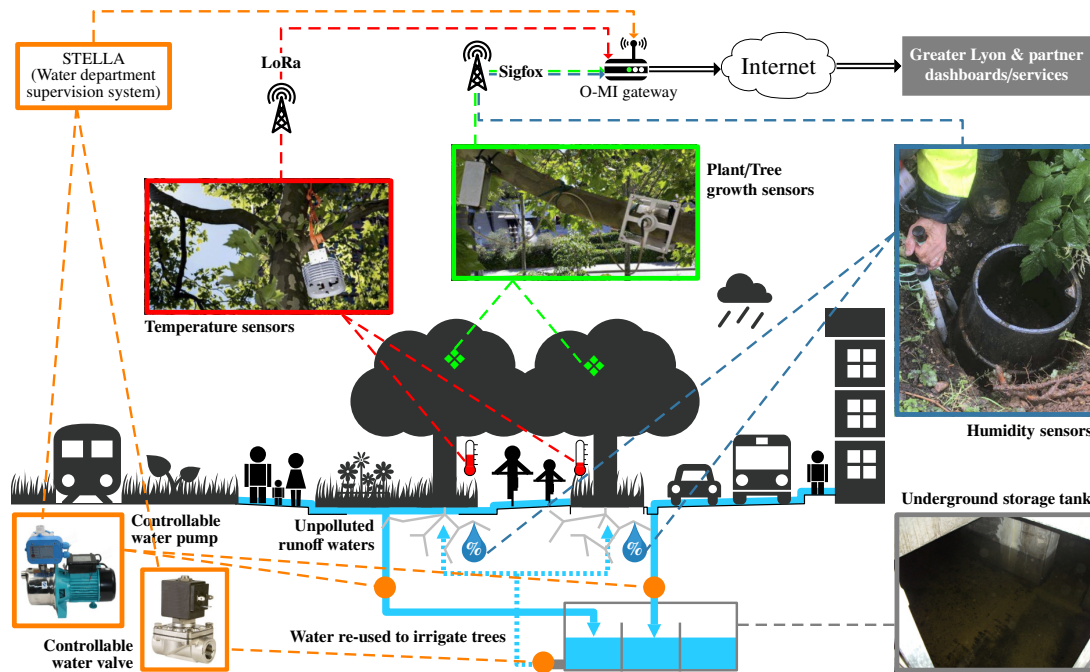 STELLA
(Water department
supervision system)
LoRa
Sigfox
O-MI gateway
Internet
Greater Lyon & partner
dashboards/services
Plant/Tree
growth sensors
Temperature sensors
Humidity sensors
Underground storage tank
Controllable
water pump
Unpolluted
runoff waters
%
%
Controllable
water valve
Water re-used to irrigate trees